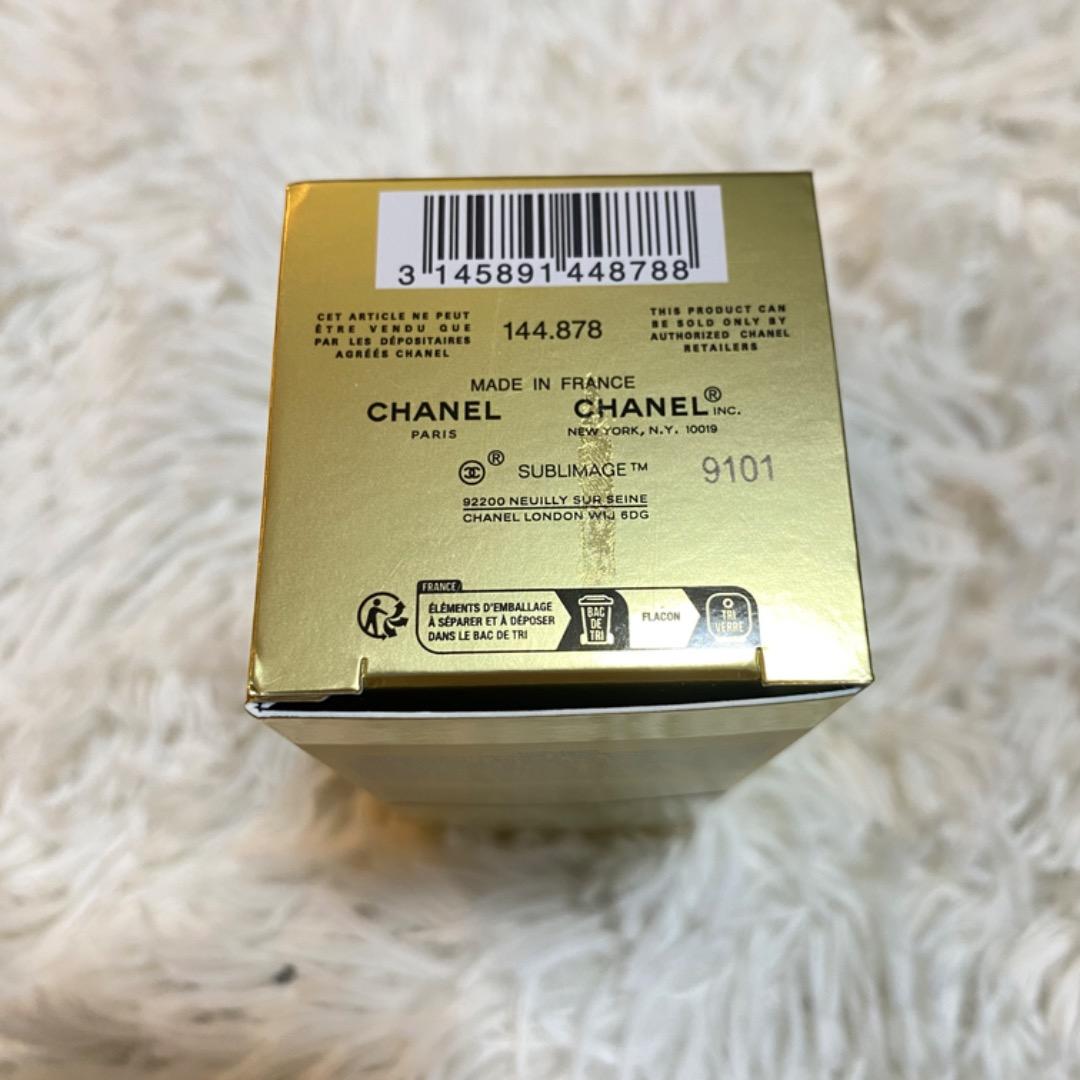 3 145891 448788
CET ARTICLE NE PEUT
ÊTRE VENDU QUE
PAR LES DÉPOSITAIRES
AGRÉÉS CHANEL
144.878
THIS PRODUCT CAN
BE SOLD ONLY BY
AUTHORIZED CHANEL
RETAILERS
MADE IN FRANCE
CHANEL
PARIS
CHANEL® INC.
NEW YORK, N.Y. 10019
® SUBLIMAGE™
9101
92200 NEUILLY SUR SEINE
CHANEL LONDON W1J 6DG
FRANCE
ÉLÉMENTS D'EMBALLAGE
À SÉPARER ET À DÉPOSER
DANS LE BAC DE TRI
BAC
DE
TRI
FLACON
TRI
VERRE